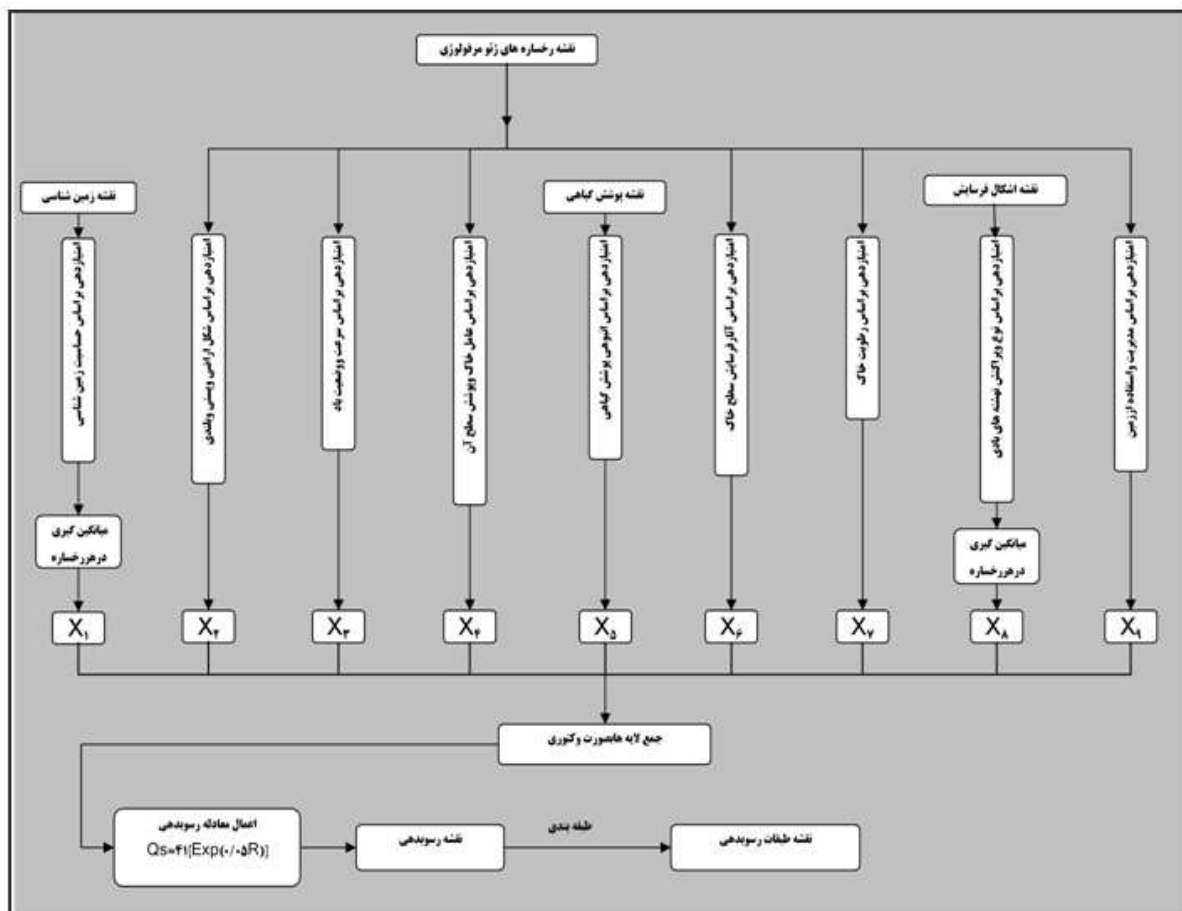 نقشه رخساره های ژئو مرفولوژی
نقشه زمین شناسی
نقشه پوشش گیاهی
نقشه اشکال فرسایش
امتیازدهی براساس حساسیت زمین شناسی
امتیازدهی براساس شکل اراضی وپستی وبلندی
امتیازدهی براساس سرعت ووضعیت باد
امتیازدهی براساس عامل خاک وپوشش سطح آن
امتیازدهی براساس انبوهی پوشش گیاهی
امتیازدهی براساس آثارفرسایش سطح خاک
امتیازدهی براساس رطوبت خاک
امتیازدهی براساس نوع وپراکنش نهشته های بادی
امتیازدهی براساس مدیریت واستفاده اززمین
میانگین گیری
درهررخساره
میانگین گیری
درهررخساره
X۱
X۲
X۳
X۴
X۵
X۶
X۷
X۸
X۹
جمع لایه هابصورت وکتوری
اعمال معادله رسوبدهی
Qs=۴۱[Exp(۰/۰۵R)]
نقشه رسوبدهی
طبقه بندی
نقشه طبقات رسوبدهی